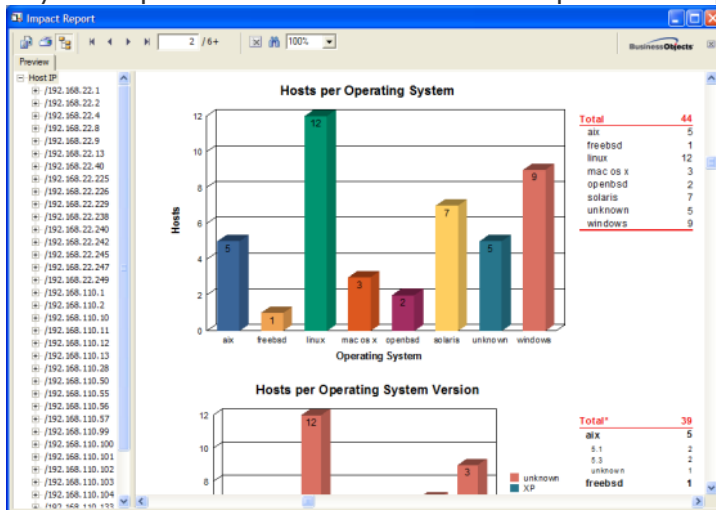 Impact Report
2 /6+
100%
BusinessObjects
Preview
Host IP
/192.168.22.1
/192.168.22.2
/192.168.22.4
/192.168.22.8
/192.168.22.9
/192.168.22.13
/192.168.22.40
/192.168.22.225
/192.168.22.226
/192.168.22.229
/192.168.22.238
/192.168.22.240
/192.168.22.242
/192.168.22.245
/192.168.22.247
/192.168.22.249
/192.168.110.1
/192.168.110.2
/192.168.110.10
/192.168.110.11
/192.168.110.12
/192.168.110.13
/192.168.110.28
/192.168.110.50
/192.168.110.55
/192.168.110.56
/192.168.110.57
/192.168.110.99
/192.168.110.100
/192.168.110.101
/192.168.110.102
/192.168.110.103
/192.168.110.104
/192.168.110.133
Hosts per Operating System
12
10
8
6
4
2
0
Hosts
5
1
12
3
2
7
5
9
aix freebsd linux mac os x openbsd solaris unknown windows
Operating System
Total 44
aix 5
freebsd 1
linux 12
mac os x 3
openbsd 2
solaris 7
unknown 5
windows 9
Hosts per Operating System Version
12
10
8
12
3
unknown
XP
Total* 39
aix 5
5.1 2
5.3 2
unknown 1
freebsd 1